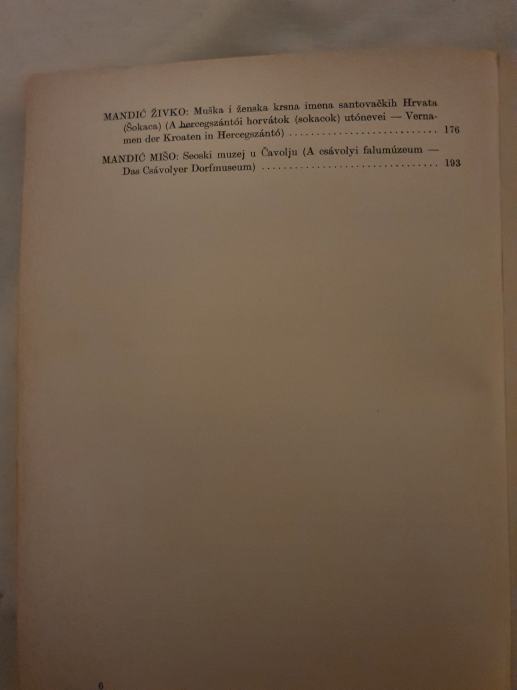 MANDIĆ ŽIVKO: Muška i ženska krsna imena santovačkih Hrvata
(Šokaca) (A hercegszántói horvátok (sokacok) utónevei — Verna-
men der Kroaten in Hercegszántó) ........................... 176
MANDIĆ MIŠO: Seoski muzej u Čavolju (A csávolyi falumúzeum —
Das Csávolyer Dorfmuseum) ................................ 193
6